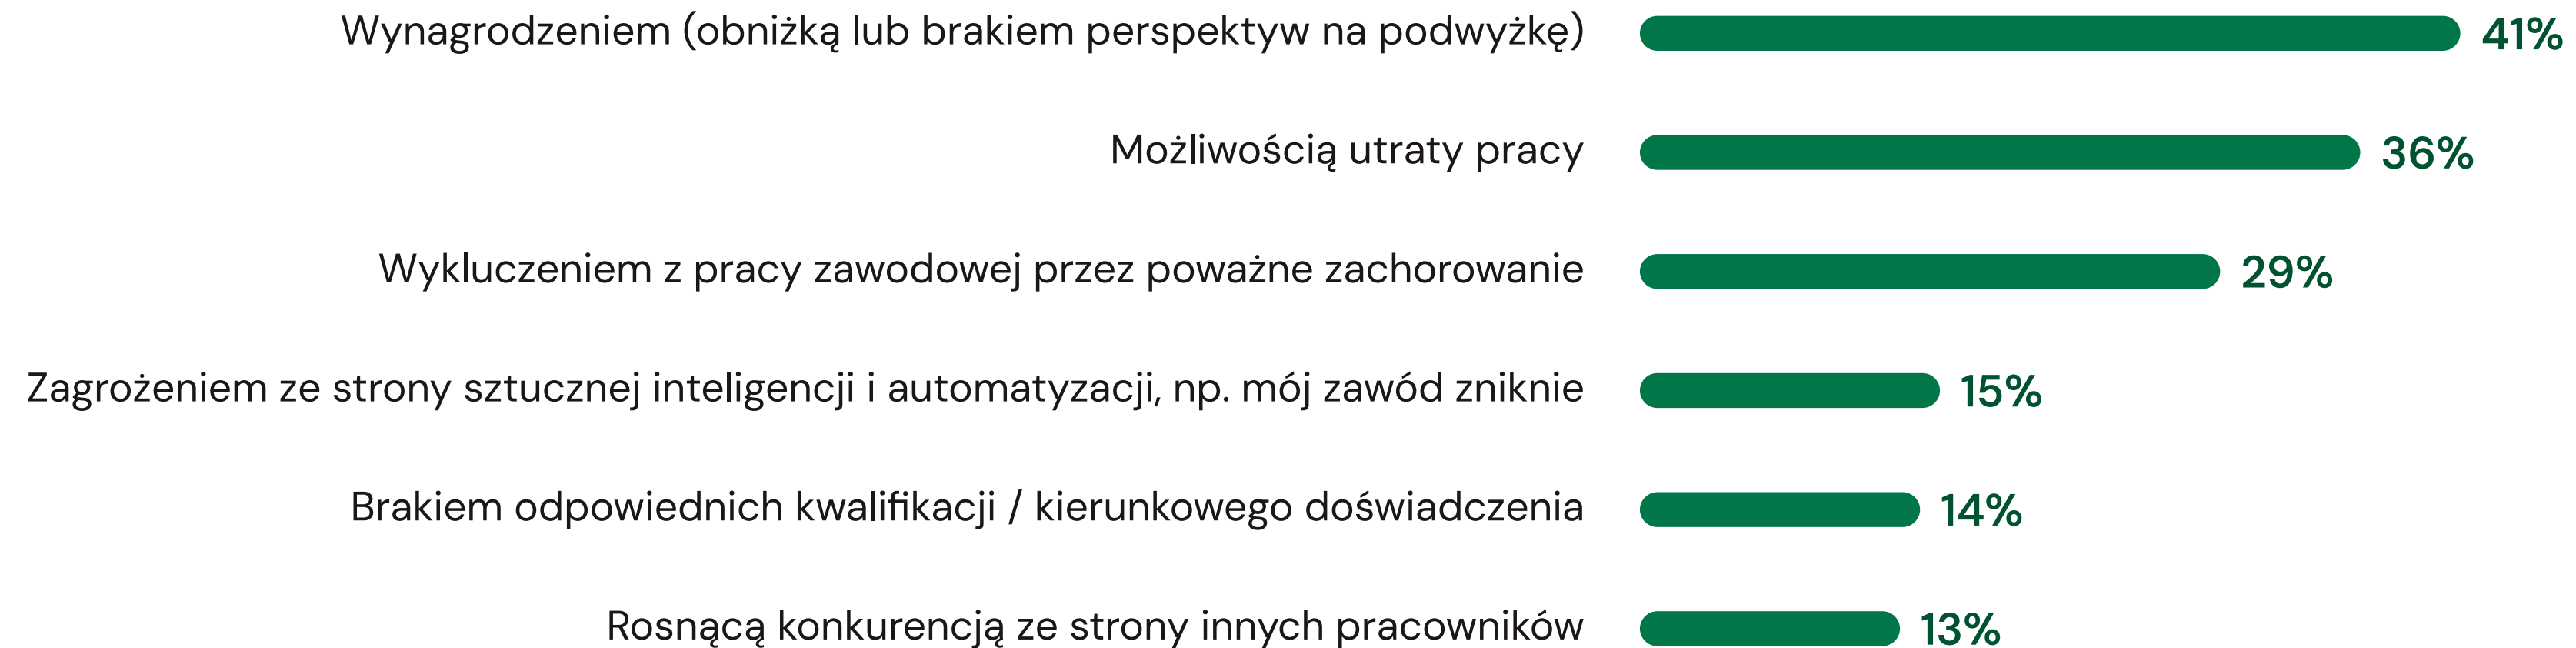 Wynagrodzeniem (obniżką lub brakiem perspektyw na podwyżkę) 41%
Możliwością utraty pracy 36%
Wykluczeniem z pracy zawodowej przez poważne zachorowanie 29%
Zagrożeniem ze strony sztucznej inteligencji i automatyzacji, np. mój zawód zniknie 15%
Brakiem odpowiednich kwalifikacji / kierunkowego doświadczenia 14%
Rosnącą konkurencją ze strony innych pracowników 13%